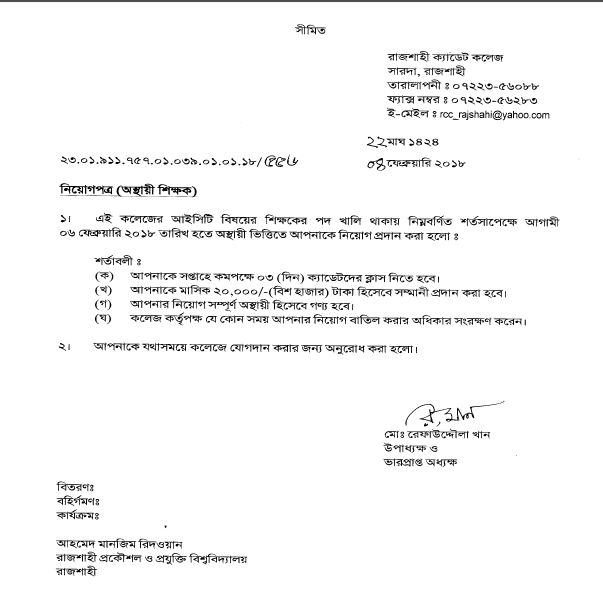 সীমিত
রাজশাহী ক্যাডেট কলেজ
সারদা, রাজশাহী
তারালাপনী : ০৭২২৩-৫৬০৮৮
ফ্যাক্স নম্বর : ০৭২২৩-৫৬২৮৩
ই-মেইল : rcc_rajshahi@yahoo.com
২২ মাঘ ১৪২৪
২৩.০১.৯১১.৭৫৭.০১.০৩৯.০১.০১.১৮/
০৪ ফেব্রুয়ারি ২০১৮
নিয়োগপত্র (অস্থায়ী শিক্ষক)
১। এই কলেজের আইসিটি বিষয়ের শিক্ষকের পদ খালি থাকায় নিম্নবর্ণিত শর্তসাপেক্ষে আগামী
০৬ ফেব্রুয়ারি ২০১৮ তারিখ হতে অস্থায়ী ভিত্তিতে আপনাকে নিয়োগ প্রদান করা হলো :
শর্তাবলী :
(ক) আপনাকে সপ্তাহে কমপক্ষে ০৩ (দিন) ক্যাডেটদের ক্লাস নিতে হবে।
(খ) আপনাকে মাসিক ২০,০০০/-(বিশ হাজার) টাকা হিসেবে সম্মানী প্রদান করা হবে।
(গ) আপনার নিয়োগ সম্পূর্ণ অস্থায়ী হিসেবে গণ্য হবে।
(ঘ) কলেজ কর্তৃপক্ষ যে কোন সময় আপনার নিয়োগ বাতিল করার অধিকার সংরক্ষণ করেন।
২। আপনাকে যথাসময়ে কলেজে যোগদান করার জন্য অনুরোধ করা হলো।
মোঃ রেফাউদ্দৌলা খান
উপাধ্যক্ষ ও
ভারপ্রাপ্ত অধ্যক্ষ
বিতরণঃ
বহির্গমণঃ
কার্যক্রমঃ
আহমেদ মানজিম রিদওয়ান
রাজশাহী প্রকৌশল ও প্রযুক্তি বিশ্ববিদ্যালয়
রাজশাহী